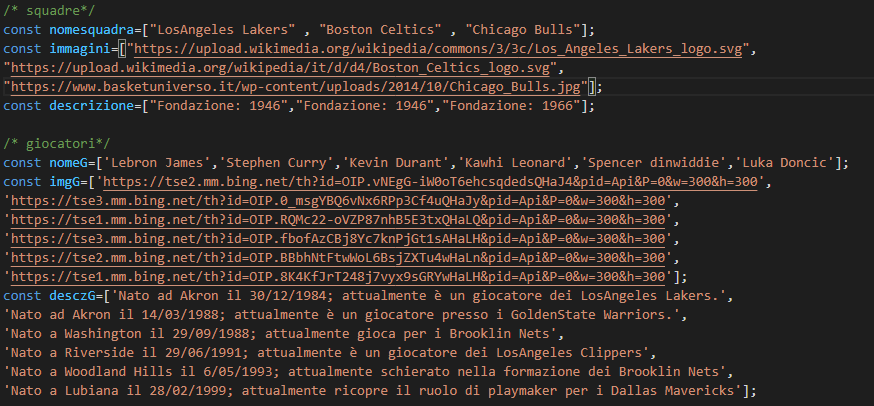 /* squadre*/
const nomesquadra=["LosAngeles Lakers" , "Boston Celtics" , "Chicago Bulls"];
const immagini=["https://upload.wikimedia.org/wikipedia/commons/3/3c/Los_Angeles_Lakers_logo.svg",
"https://upload.wikimedia.org/wikipedia/it/d/d4/Boston_Celtics_logo.svg",
"https://www.basketuniverso.it/wp-content/uploads/2014/10/Chicago_Bulls.jpg"];
const descrizione=["Fondazione: 1946","Fondazione: 1946","Fondazione: 1966"];
/* giocatori*/
const nomeG=['Lebron James','Stephen Curry','Kevin Durant','Kawhi Leonard','Spencer dinwiddie','Luka Doncic'];
const imgG=['https://tse2.mm.bing.net/th?id=OIP.vNEgG-iW0oT6ehcsqdedsQHaJ4&pid=Api&P=0&w=300&h=300',
'https://tse3.mm.bing.net/th?id=OIP.0_msgYBQ6vNx6RPp3Cf4uQHaJy&pid=Api&P=0&w=300&h=300',
'https://tse1.mm.bing.net/th?id=OIP.RQMc22-oVZP87nhB5E3txQHaLQ&pid=Api&P=0&w=300&h=300',
'https://tse3.mm.bing.net/th?id=OIP.fbofAzCBj8Yc7knPjGt1sAHaLH&pid=Api&P=0&w=300&h=300',
'https://tse2.mm.bing.net/th?id=OIP.BBbhNtFtwWoL6BsjZXTu4wHaLn&pid=Api&P=0&w=300&h=300',
'https://tse1.mm.bing.net/th?id=OIP.8K4KfJrT248j7vyx9sGRYwHaLH&pid=Api&P=0&w=300&h=300'];
const desczG=['Nato ad Akron il 30/12/1984; attualmente è un giocatore dei LosAngeles Lakers.',
'Nato ad Akron il 14/03/1988; attualmente è un giocatore presso i GoldenState Warriors.',
'Nato a Washington il 29/09/1988; attualmente gioca per i Brooklin Nets',
'Nato a Riverside il 29/06/1991; attualmente è un giocatore dei LosAngeles Clippers',
'Nato a Woodland Hills il 6/05/1993; attualmente schierato nella formazione dei Brooklin Nets',
'Nato a Lubiana il 28/02/1999; attualmente ricopre il ruolo di playmaker per i Dallas Mavericks'];